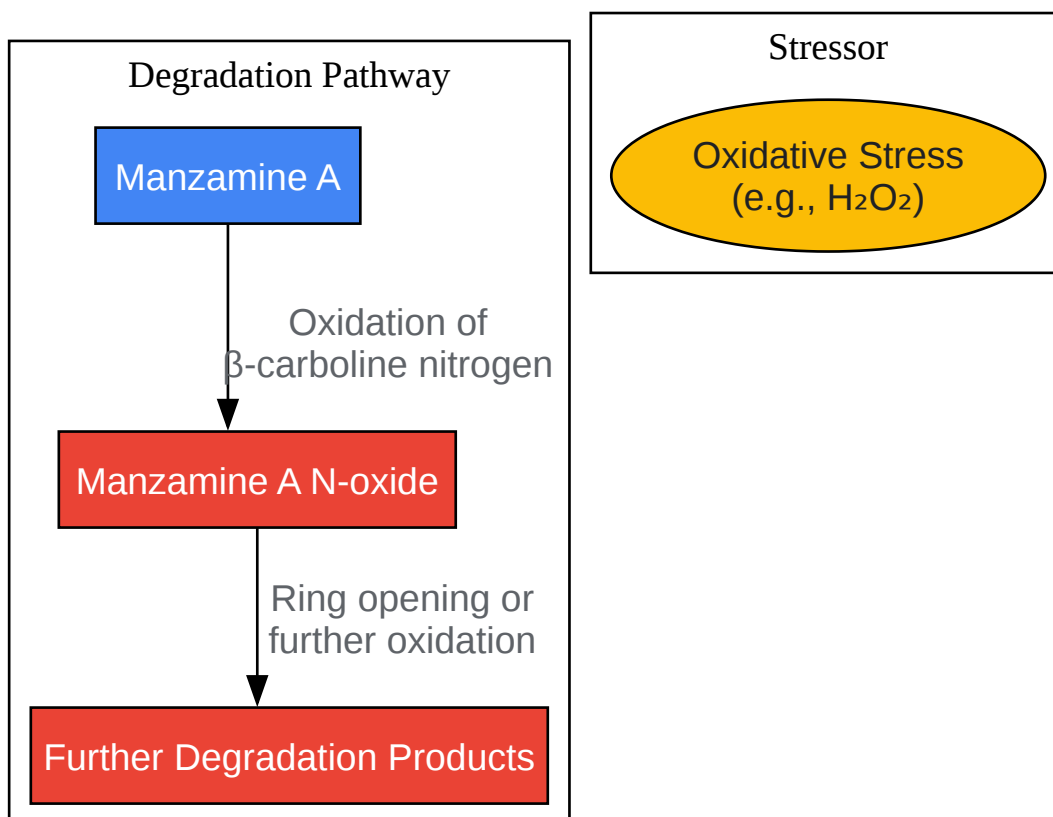 Degradation Pathway
Manzamine A
Oxidation of
β-carboline nitrogen
Manzamine A N-oxide
Ring opening or
further oxidation
Further Degradation Products
Stressor
Oxidative Stress
(e.g., H₂O₂)